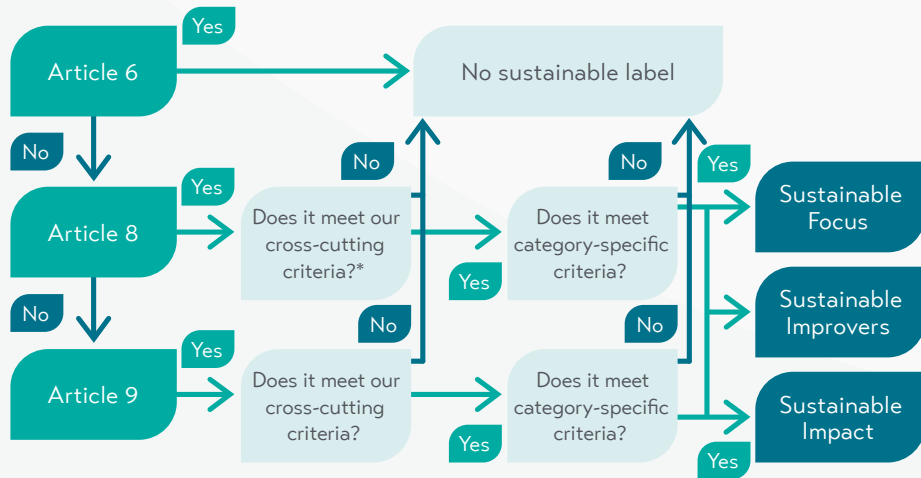 Yes
Article 6
No sustainable label
No
No
No
Yes
Yes
Article 8
Does it meet our
cross-cutting
criteria?*
Yes
Does it meet
category-specific
criteria?
Sustainable
Focus
No
No
No
Sustainable
Improvers
Yes
Article 9
Does it meet our
cross-cutting
criteria?
Yes
Does it meet
category-specific
criteria?
Yes
Sustainable
Impact